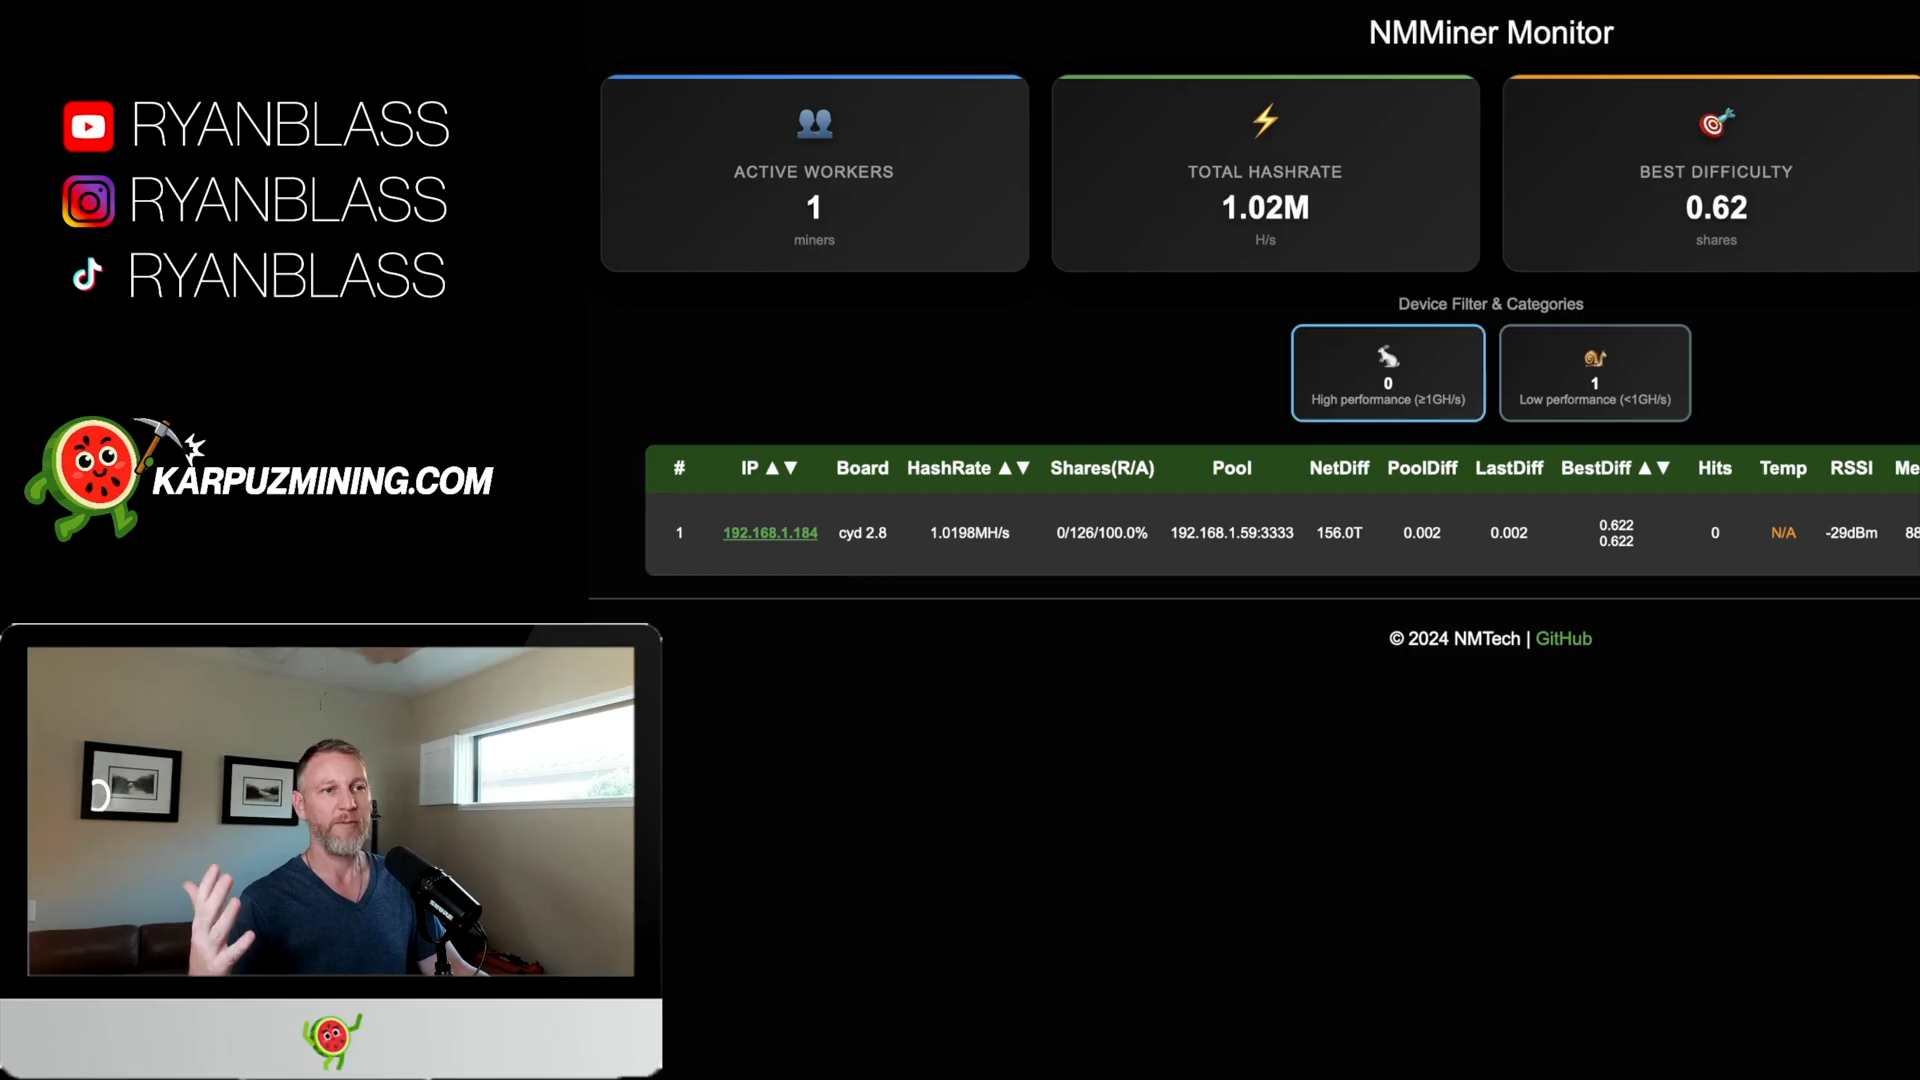 RYANBLASS
RYANBLASS
RYANBLASS
KARPUZMINING.COM
NMMiner Monitor
ACTIVE WORKERS
1
miners
TOTAL HASHRATE
1.02M
H/s
BEST DIFFICULTY
0.62
shares
Device Filter & Categories
0
High performance (≥1GH/s)
1
Low performance (<1GH/s)
# IP ▲▼ Board HashRate ▲▼ Shares(R/A) Pool NetDiff PoolDiff LastDiff BestDiff ▲▼ Hits Temp RSSI Me
1 192.168.1.184 cyd 2.8 1.0198MH/s 0/126/100.0% 192.168.1.59:3333 156.0T 0.002 0.002 0.622 0 N/A -29dBm 88
0.622
© 2024 NMTech | GitHub
SHURE